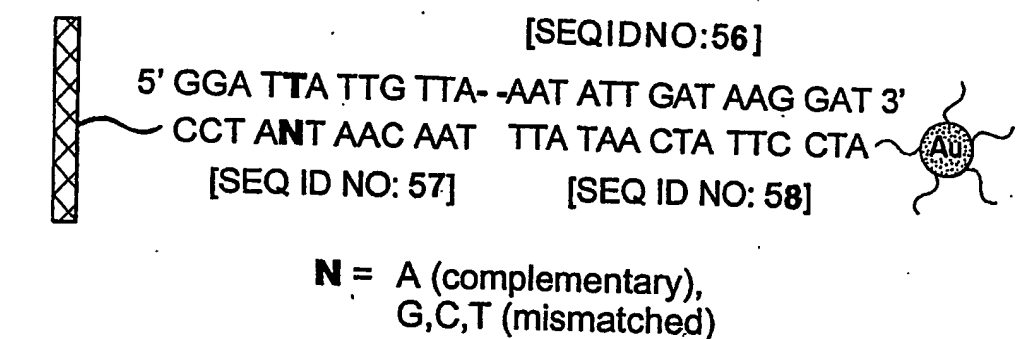 [SEQIDNO:56]
5' GGA TTA TTG TTA- -AAT ATT GAT AAG GAT 3'
CCT ANT AAC AAT TTA TAA CTA TTC CTA
Au
[SEQ ID NO: 57] [SEQ ID NO: 58]
N = A (complementary),
G,C,T (mismatched)